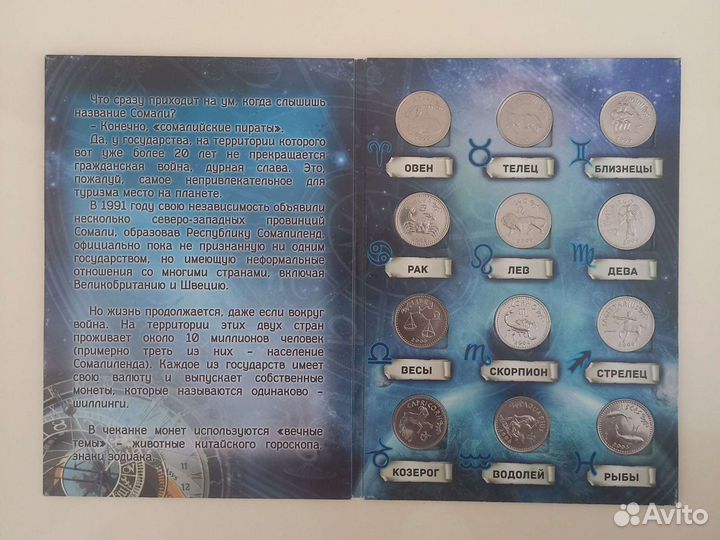 Что сразу приходит на ум, когда слышишь
название Сомали?
– Конечно, «сомалийские пираты».
Да, у государства, на территории которого
вот уже более 20 лет не прекращается
гражданская война, дурная слава. Это,
пожалуй, самое непривлекательное для
туризма место на планете.
В 1991 году свою независимость объявили
несколько северо-западных провинций
Сомали, образовав Республику Сомалиленд,
официально пока не признанную ни одним
государством, но имеющую неформальные
отношения со многими странами, включая
Великобританию и Швецию.
Но жизнь продолжается, даже если вокруг
война. На территории этих двух стран
проживает около 10 миллионов человек
(примерно треть из них – население
Сомалиленда). Каждое из государств имеет
свою валюту и выпускает собственные
монеты, которые называются одинаково –
шиллинги.
В чеканке монет используются «вечные
темы» – животные китайского гороскопа,
знаки зодиака...
ОВЕН
ТЕЛЕЦ
БЛИЗНЕЦЫ
РАК
ЛЕВ
ДЕВА
ВЕСЫ
СКОРПИОН
СТРЕЛЕЦ
КОЗЕРОГ
ВОДОЛЕЙ
РЫБЫ
Avito